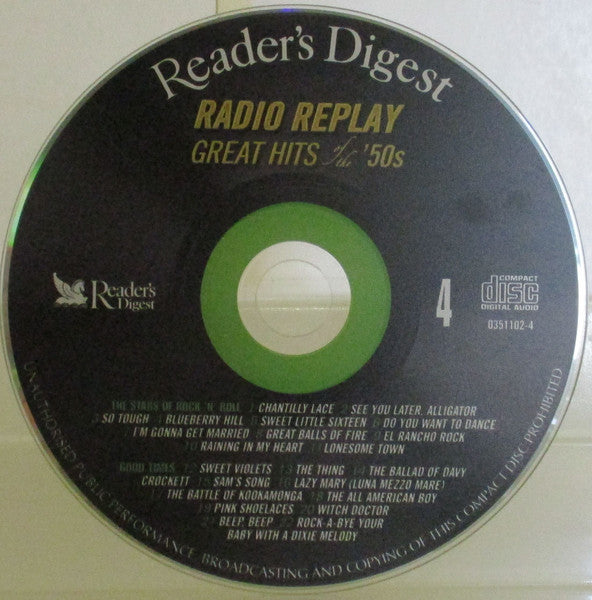 Reader's Digest
RADIO REPLAY
GREAT HITS of the '50s
Reader's
Digest
4
COMPACT
disc
DIGITAL AUDIO
0351102-4
THE STARS OF ROCK 'N' ROLL 1 CHANTILLY LACE 2 SEE YOU LATER, ALLIGATOR
3 SO TOUGH 4 BLUEBERRY HILL 5 SWEET LITTLE SIXTEEN 6 DO YOU WANT TO DANCE
7 I'M GONNA GET MARRIED 8 GREAT BALLS OF FIRE 9 EL RANCHO ROCK
10 RAINING IN MY HEART 11 LONESOME TOWN
GOOD TIMES 12 SWEET VIOLETS 13 THE THING 14 THE BALLAD OF DAVY
CROCKETT 15 SAM'S SONG 16 LAZY MARY (LUNA MEZZO MARE)
17 THE BATTLE OF KOOKAMONGA 18 THE ALL AMERICAN BOY
19 PINK SHOELACES 20 WITCH DOCTOR
21 BEEP, BEEP 22 ROCK-A-BYE YOUR
BABY WITH A DIXIE MELODY
UNAUTHORISED PUBLIC PERFORMANCE, BROADCASTING AND COPYING OF THIS COMPACT DISC PROHIBITED